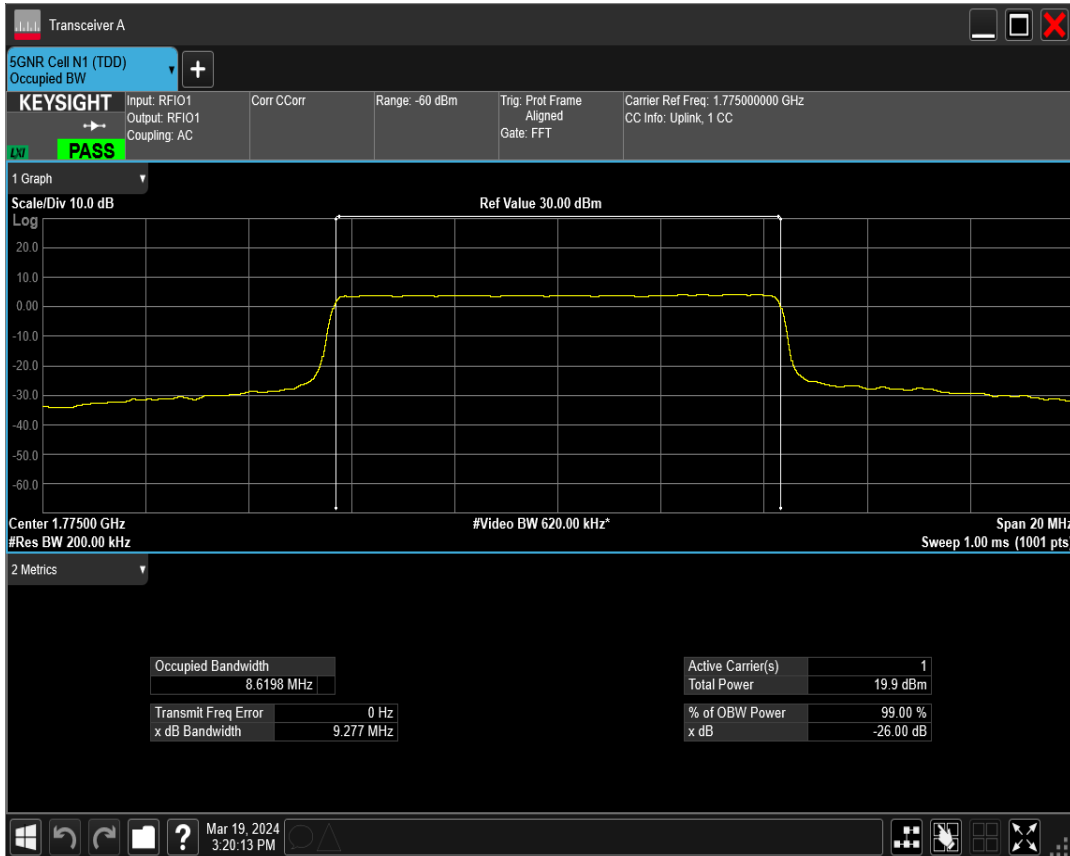 Transceiver A
5GNR Cell N1 (TDD)
Occupied BW
+
KEYSIGHT
LXI
PASS
Input: RFIO1
Output: RFIO1
Coupling: AC
Corr CCorr
Range: -60 dBm
Trig: Prot Frame
Aligned
Gate: FFT
Carrier Ref Freq: 1.775000000 GHz
CC Info: Uplink, 1 CC
1 Graph
Scale/Div 10.0 dB
Ref Value 30.00 dBm
Log
20.0
10.0
0.00
-10.0
-20.0
-30.0
-40.0
-50.0
-60.0
Center 1.77500 GHz
#Video BW 620.00 kHz*
Span 20 MHz
#Res BW 200.00 kHz
Sweep 1.00 ms (1001 pts)
2 Metrics
Occupied Bandwidth
8.6198 MHz
Transmit Freq Error 0 Hz
x dB Bandwidth 9.277 MHz
Active Carrier(s) 1
Total Power 19.9 dBm
% of OBW Power 99.00 %
x dB -26.00 dB
?
Mar 19, 2024
3:20:13 PM